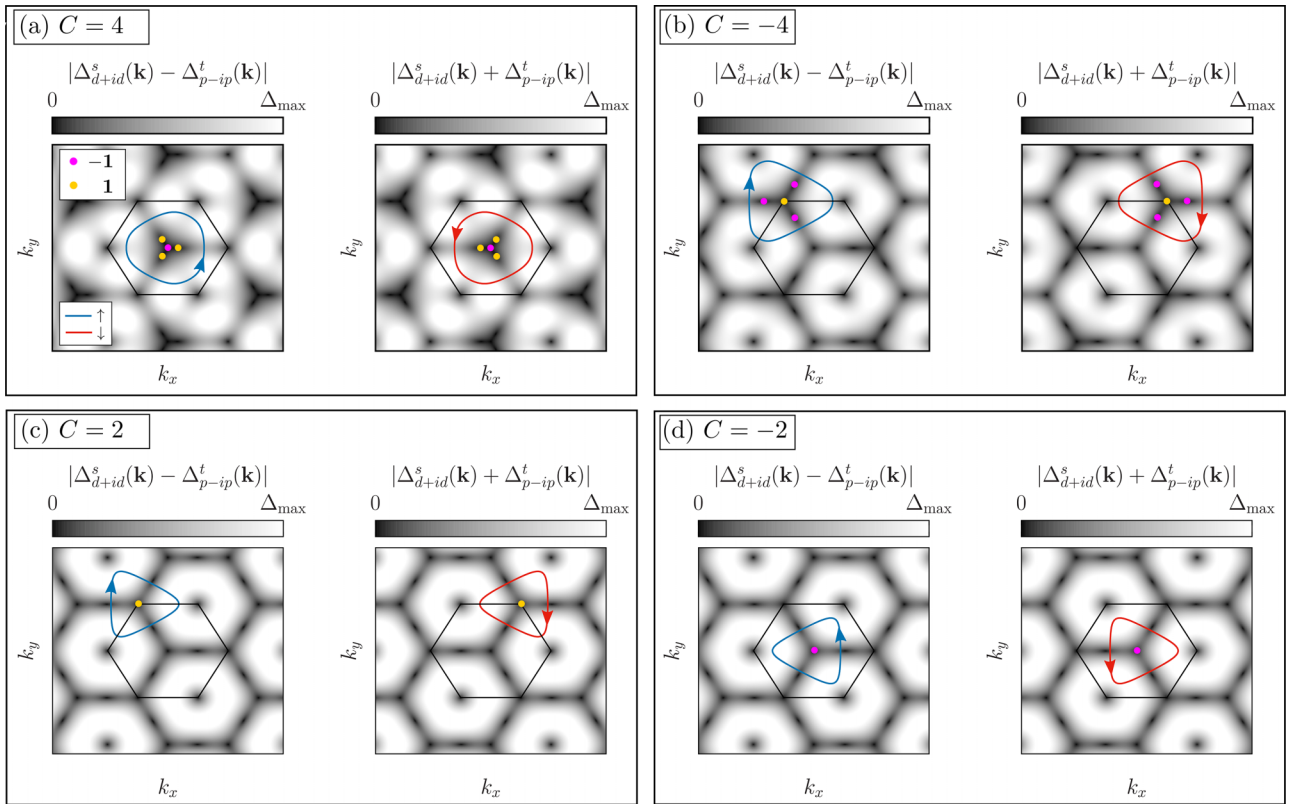 (a) C = 4
|Δ^s_{d+id}(k) − Δ^t_{p−ip}(k)|
0 Δ_max
−1
1
↑
↓
k_y
k_x
|Δ^s_{d+id}(k) + Δ^t_{p−ip}(k)|
0 Δ_max
k_y
k_x
(b) C = −4
|Δ^s_{d+id}(k) − Δ^t_{p−ip}(k)|
0 Δ_max
k_y
k_x
|Δ^s_{d+id}(k) + Δ^t_{p−ip}(k)|
0 Δ_max
k_y
k_x
(c) C = 2
|Δ^s_{d+id}(k) − Δ^t_{p−ip}(k)|
0 Δ_max
k_y
k_x
|Δ^s_{d+id}(k) + Δ^t_{p−ip}(k)|
0 Δ_max
k_y
k_x
(d) C = −2
|Δ^s_{d+id}(k) − Δ^t_{p−ip}(k)|
0 Δ_max
k_y
k_x
|Δ^s_{d+id}(k) + Δ^t_{p−ip}(k)|
0 Δ_max
k_y
k_x